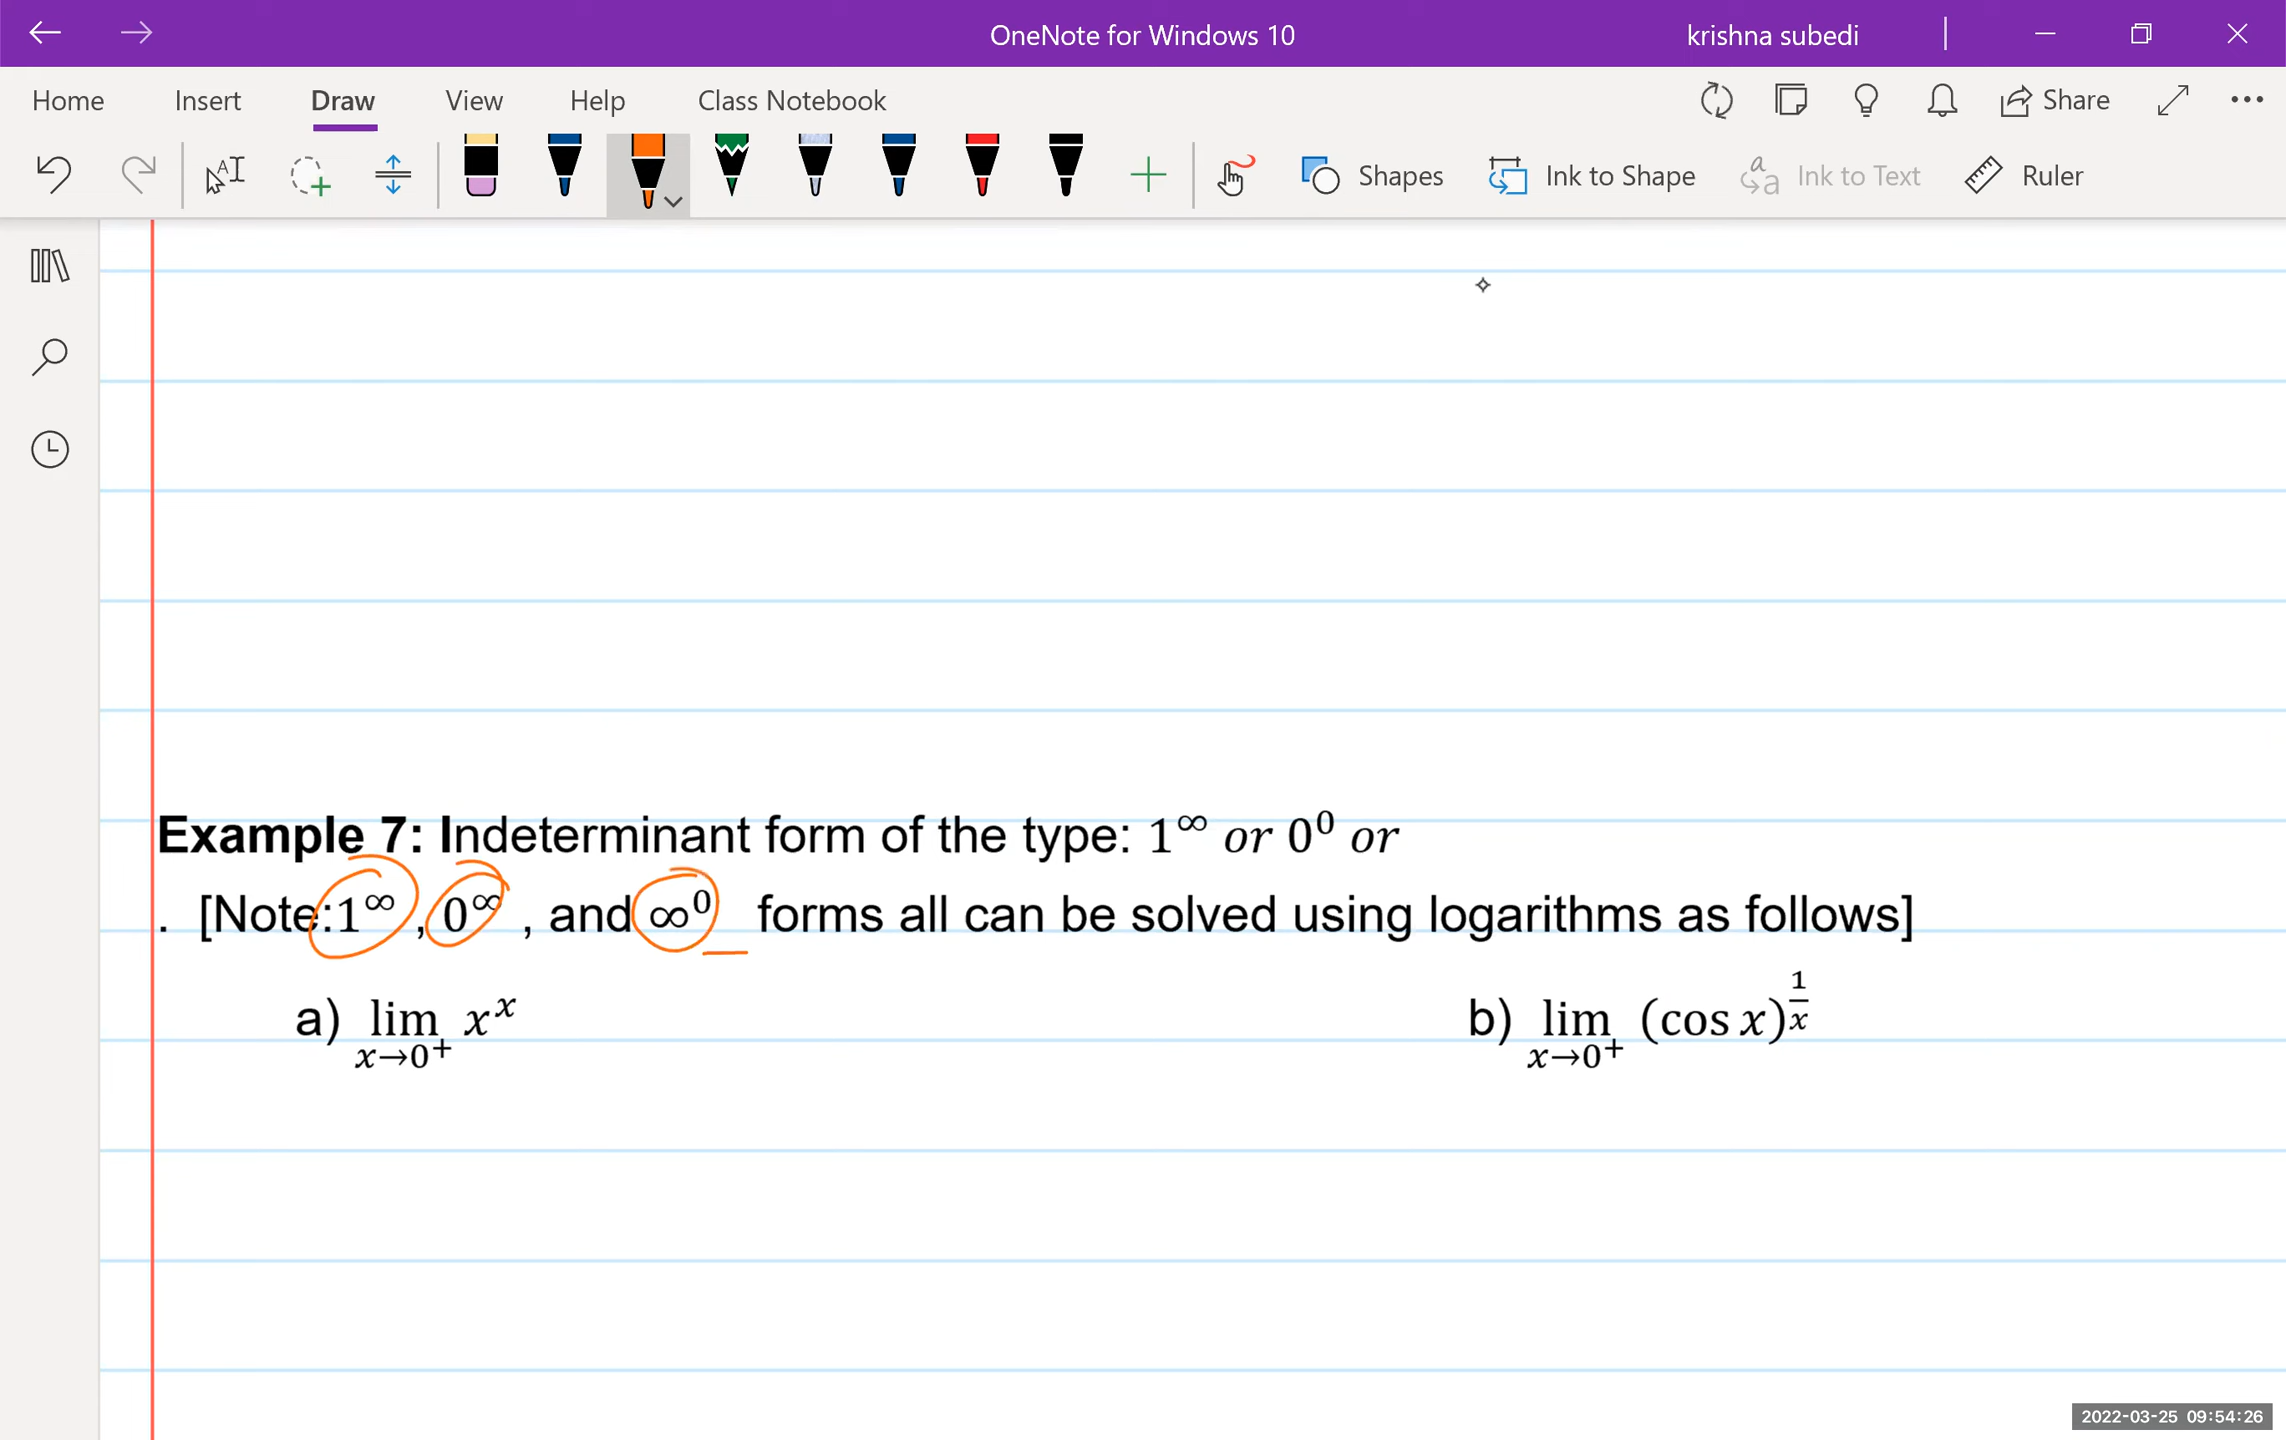 OneNote for Windows 10
krishna subedi
Home Insert Draw View Help Class Notebook Share
Shapes Ink to Shape Ink to Text Ruler
Example 7: Indeterminant form of the type: 1^∞ or 0^0 or
. [Note:1^∞ , 0^∞ , and ∞^0 forms all can be solved using logarithms as follows]
a) lim x→0⁺ x^x
b) lim x→0⁺ (cos x)^(1/x)
2022-03-25 09:54:26